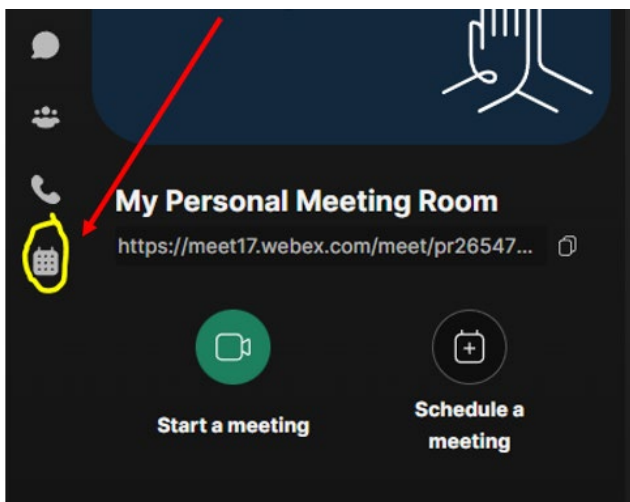 My Personal Meeting Room
https://meet17.webex.com/meet/pr26547...
Start a meeting
Schedule a
meeting